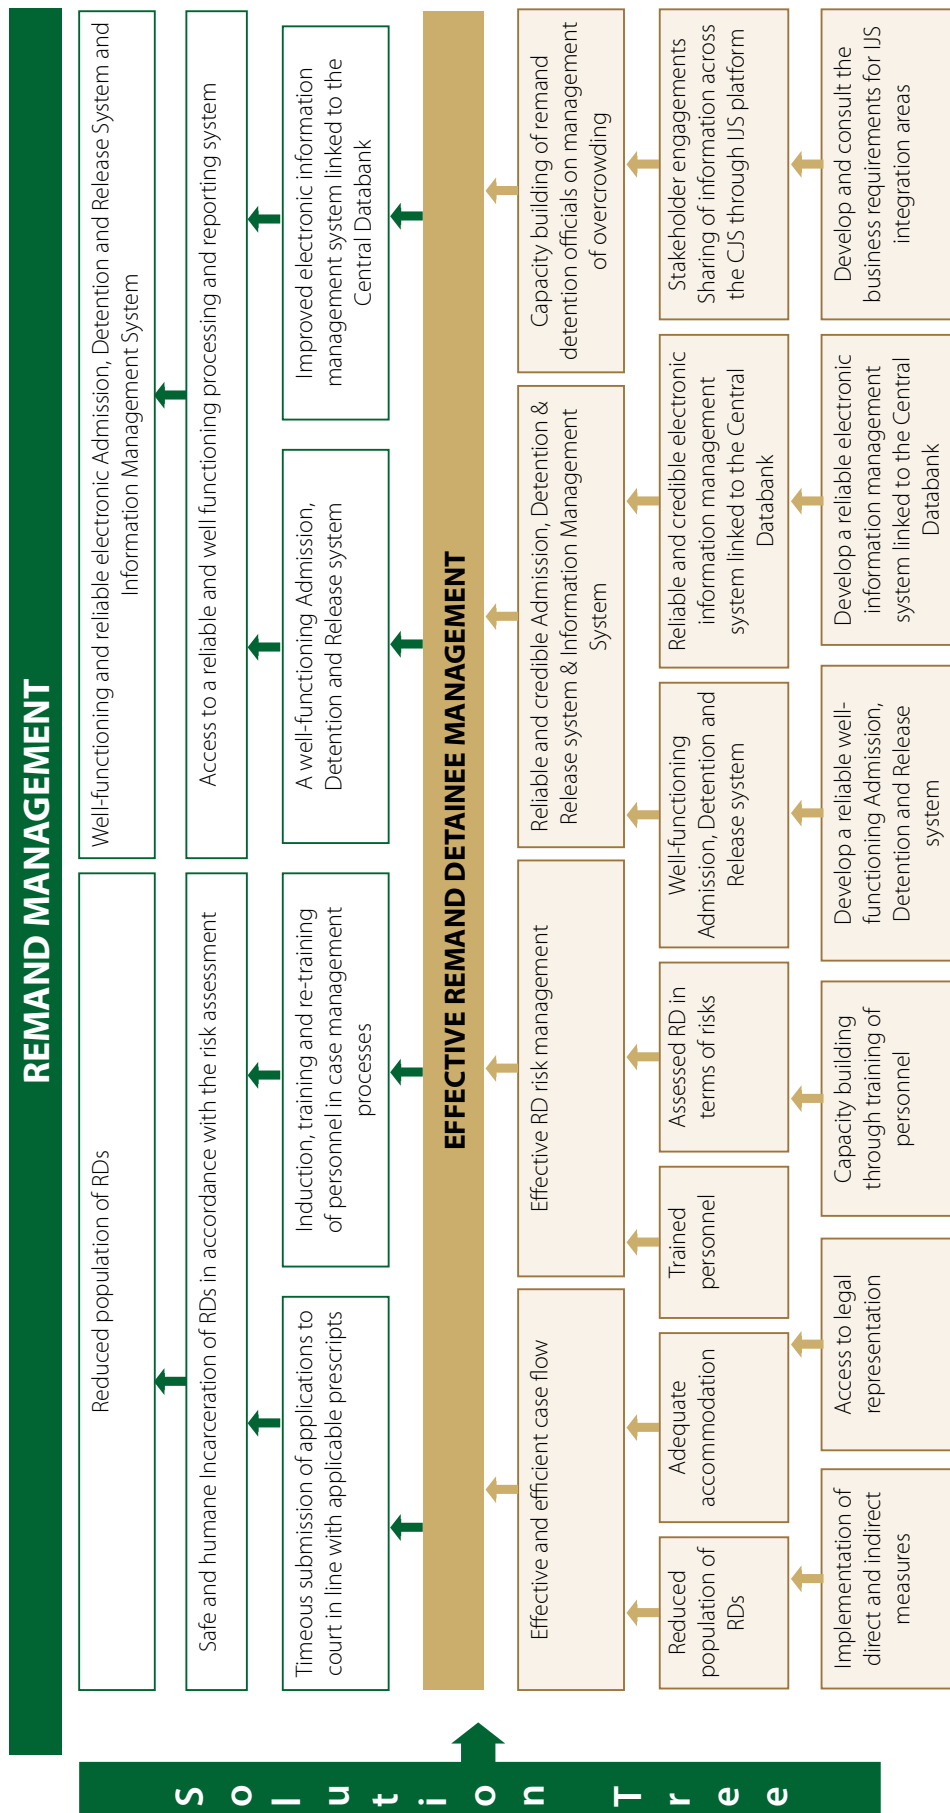 REMAND MANAGEMENT
Solution Tree
Reduced population of RDs
Well-functioning and reliable electronic Admission, Detention and Release System and
Information Management System
Safe and humane Incarceration of RDs in accordance with the risk assessment
Access to a reliable and well functioning processing and reporting system
Timeous submission of applications to
court in line with applicable prescripts
Induction, training and re-training
of personnel in case management
processes
A well-functioning Admission,
Detention and Release system
Improved electronic information
management system linked to the
Central Databank
EFFECTIVE REMAND DETAINEE MANAGEMENT
Effective and efficient case flow
Effective RD risk management
Reliable and credible Admission, Detention &
Release system & Information Management
System
Capacity building of remand
detention officials on management
of overcrowding
Reduced
population of
RDs
Adequate
accommodation
Trained
personnel
Assessed RD in
terms of risks
Well-functioning
Admission, Detention and
Release system
Reliable and credible electronic
information management
system linked to the Central
Databank
Stakeholder engagements
Sharing of information across
the CJS through IJS platform
Implementation of
direct and indirect
measures
Access to legal
representation
Capacity building
through training of
personnel
Develop a reliable well-
functioning Admission,
Detention and Release
system
Develop a reliable electronic
information management
system linked to the Central
Databank
Develop and consult the
business requirements for IJS
integration areas